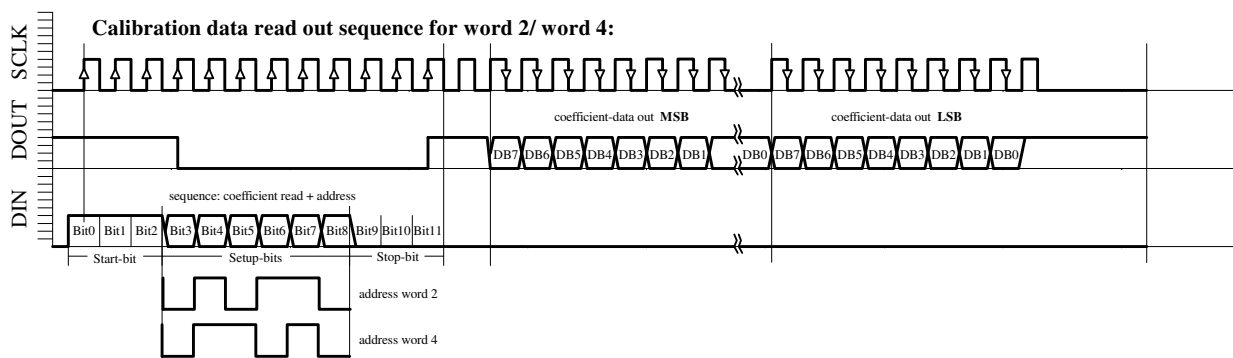 Calibration data read out sequence for word 2/ word 4:
SCLK
DOUT
coefficient-data out MSB
coefficient-data out LSB
DB7 DB6 DB5 DB4 DB3 DB2 DB1 DB0 DB7 DB6 DB5 DB4 DB3 DB2 DB1 DB0
DIN
sequence: coefficient read + address
Bit0 Bit1 Bit2 Bit3 Bit4 Bit5 Bit6 Bit7 Bit8 Bit9 Bit10 Bit11
Start-bit Setup-bits Stop-bit
address word 2
address word 4